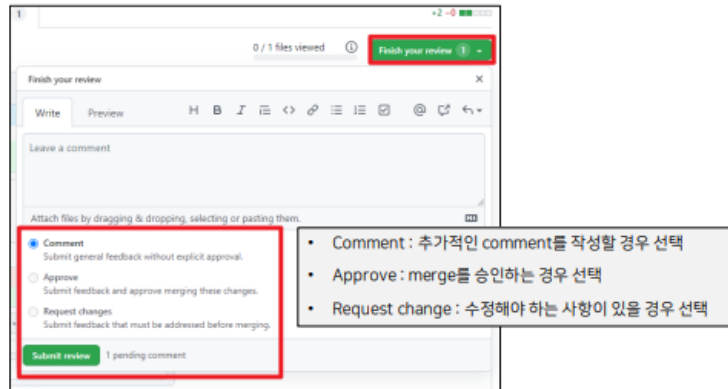 1
+2 −0
0 / 1 files viewed
Finish your review 1
Finish your review
Write Preview
H B I
Leave a comment
Attach files by dragging & dropping, selecting or pasting them.
Comment
Submit general feedback without explicit approval.
Approve
Submit feedback and approve merging these changes.
Request changes
Submit feedback that must be addressed before merging.
Submit review 1 pending comment
• Comment : 추가적인 comment를 작성할 경우 선택
• Approve : merge를 승인하는 경우 선택
• Request change : 수정해야 하는 사항이 있을 경우 선택